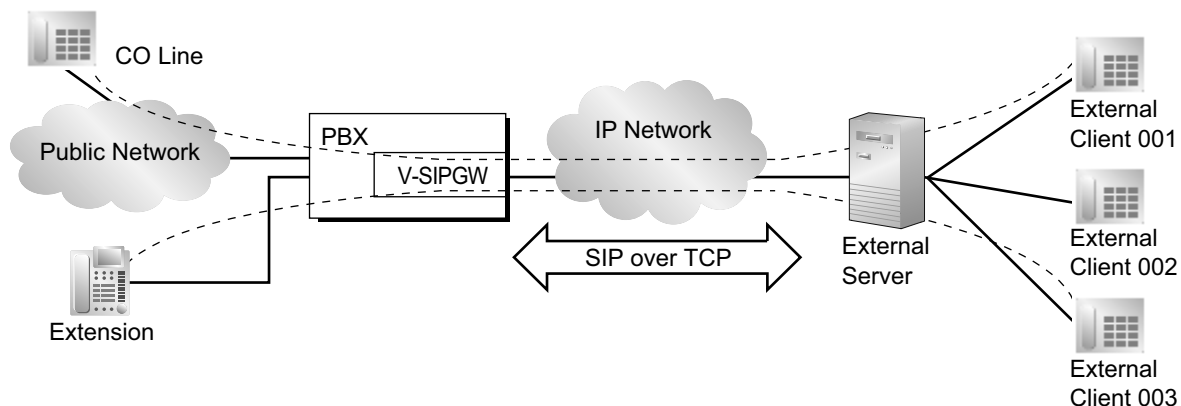 CO Line
Public Network
PBX
V-SIPGW
IP Network
SIP over TCP
Extension
External
Server
External
Client 001
External
Client 002
External
Client 003